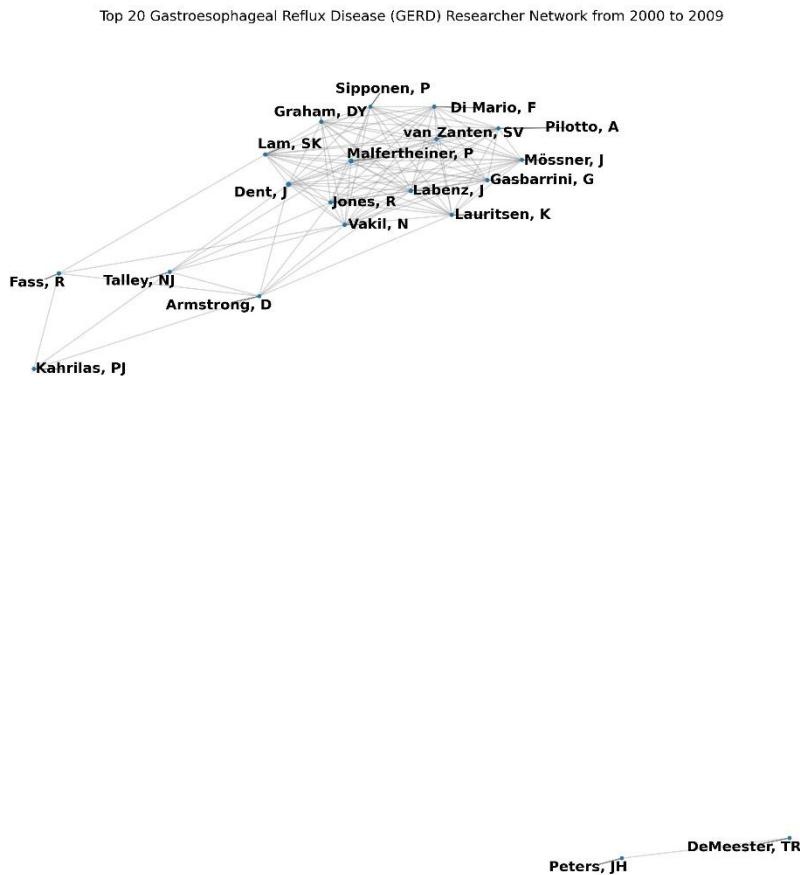 Top 20 Gastroesophageal Reflux Disease (GERD) Researcher Network from 2000 to 2009
Sipponen, P
Graham, DY
Di Mario, F
Pilotto, A
van Zanten, SV
Lam, SK
Malfertheiner, P
Mössner, J
Gasbarrini, G
Dent, J
Labenz, J
Jones, R
Lauritsen, K
Vakil, N
Fass, R
Talley, NJ
Armstrong, D
Kahrilas, PJ
DeMeester, TR
Peters, JH